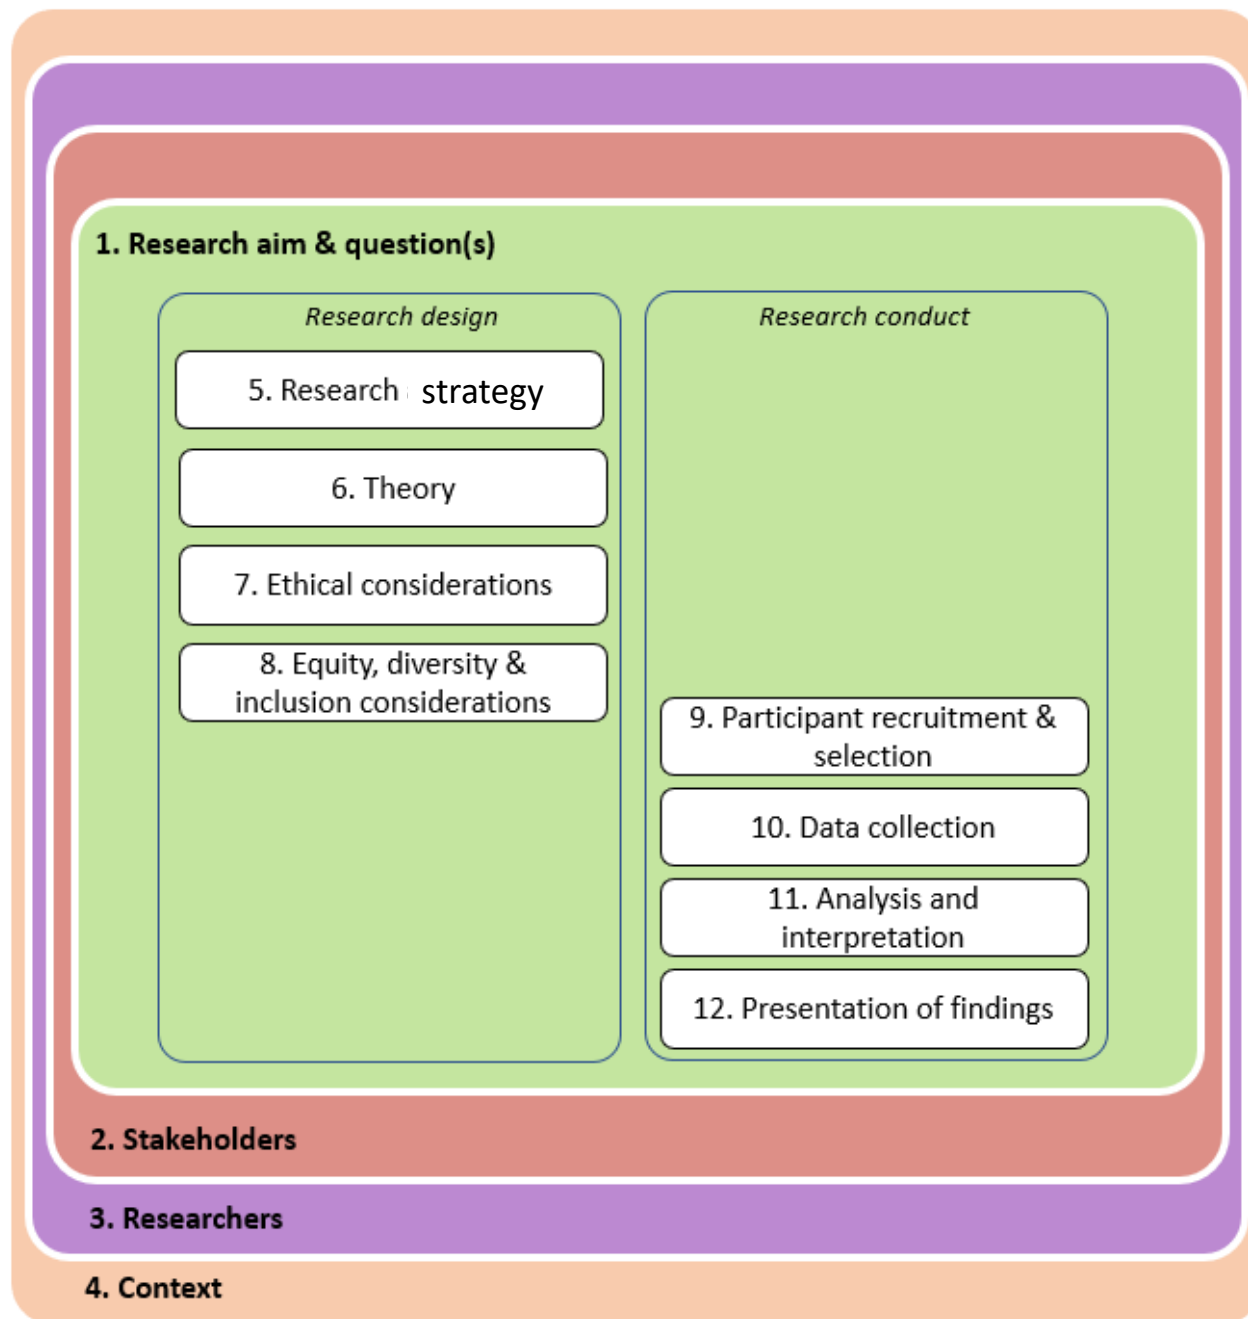 1. Research aim & question(s)
Research design
5. Research strategy
6. Theory
7. Ethical considerations
8. Equity, diversity &
inclusion considerations
Research conduct
9. Participant recruitment &
selection
10. Data collection
11. Analysis and
interpretation
12. Presentation of findings
2. Stakeholders
3. Researchers
4. Context